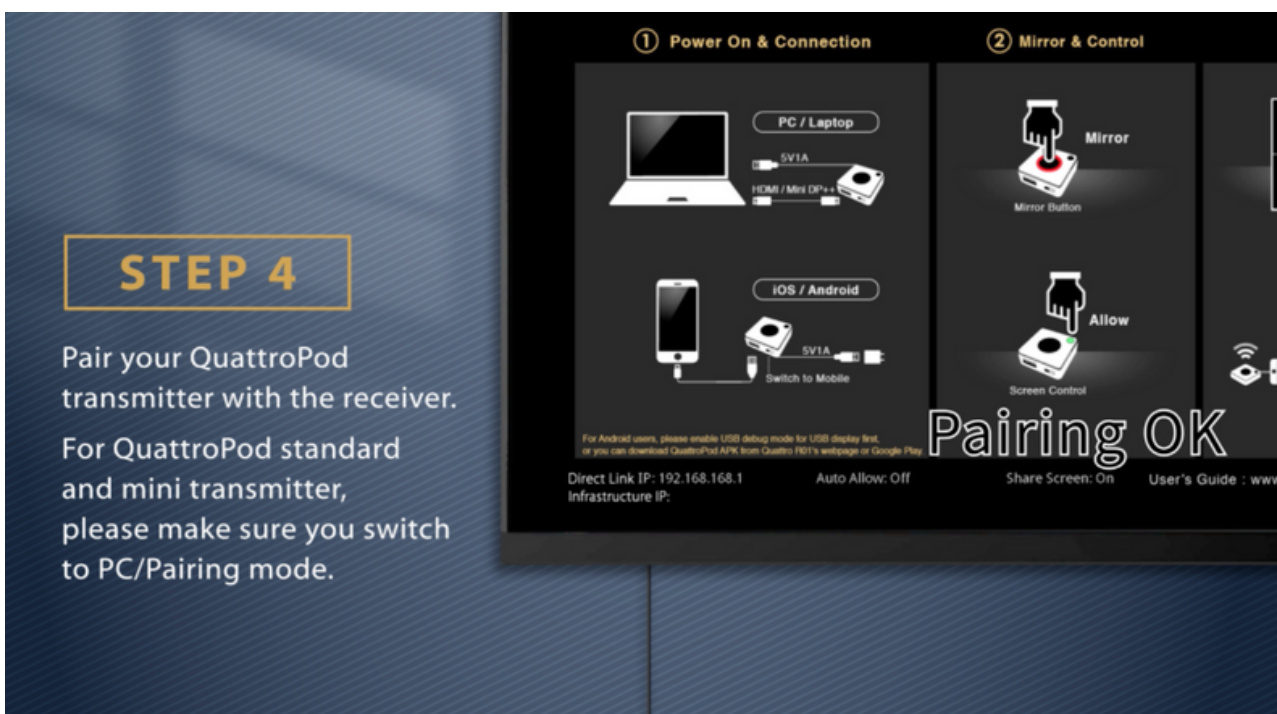 STEP 4
Pair your QuattroPod
transmitter with the receiver.
For QuattroPod standard
and mini transmitter,
please make sure you switch
to PC/Pairing mode.
① Power On & Connection
PC / Laptop
5V1A
HDMI / Mini DP++
iOS / Android
5V1A
Switch to Mobile
For Android users, please enable USB debug mode for USB display first,
or you can download QuattroPod APK from Quattro R01's webpage or Google Play.
② Mirror & Control
Mirror
Mirror Button
Allow
Screen Control
Pairing OK
Direct Link IP: 192.168.168.1 Auto Allow: Off Share Screen: On User's Guide : www
Infrastructure IP: